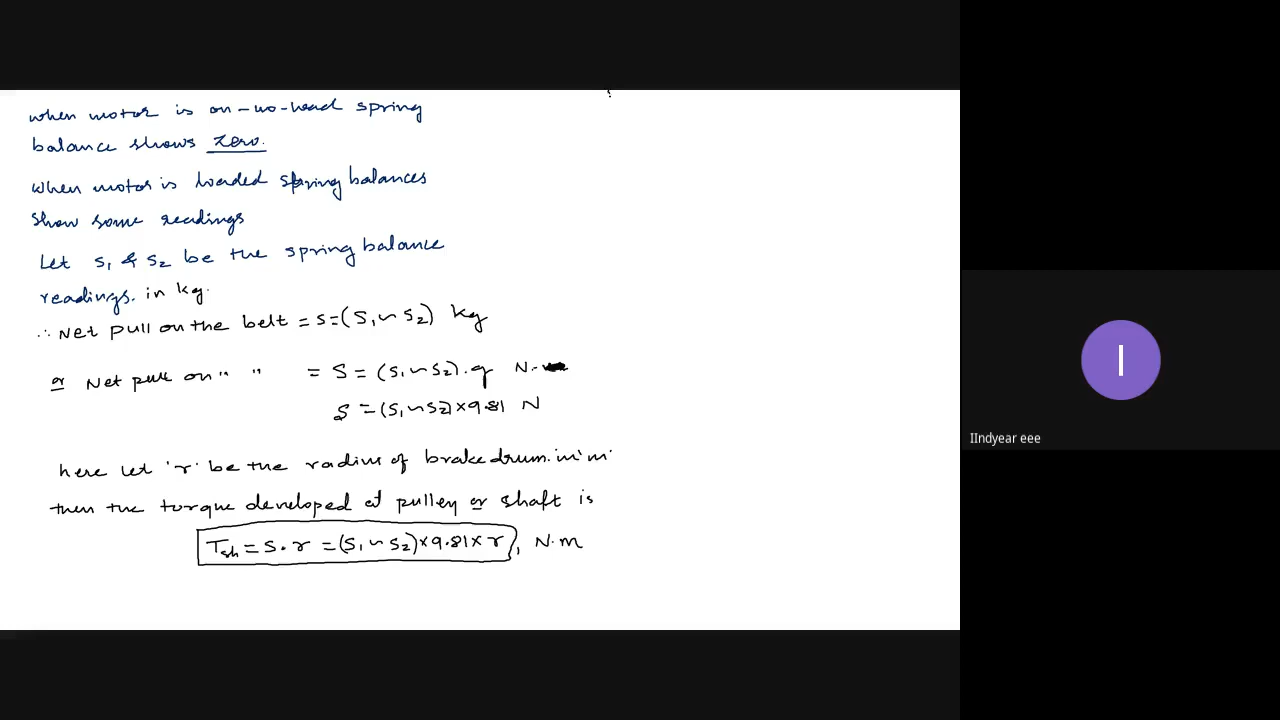 when motor is on-no-load spring
balance shows zero.
when motor is loaded spring balances
show some readings
Let S₁ & S₂ be the spring balance
readings. in kg.
∴ Net pull on the belt = S = (S₁ ~ S₂) kg
or Net pull on " " = S = (S₁ ~ S₂).g N.
S = (S₁ ~ S₂) × 9.81 N
here let 'r' be the radius of brake drum. in 'm'
then the torque developed at pulley or shaft is
Tsh = S. r = (S₁ ~ S₂) × 9.81 × r, N.m
I
IIndyear eee